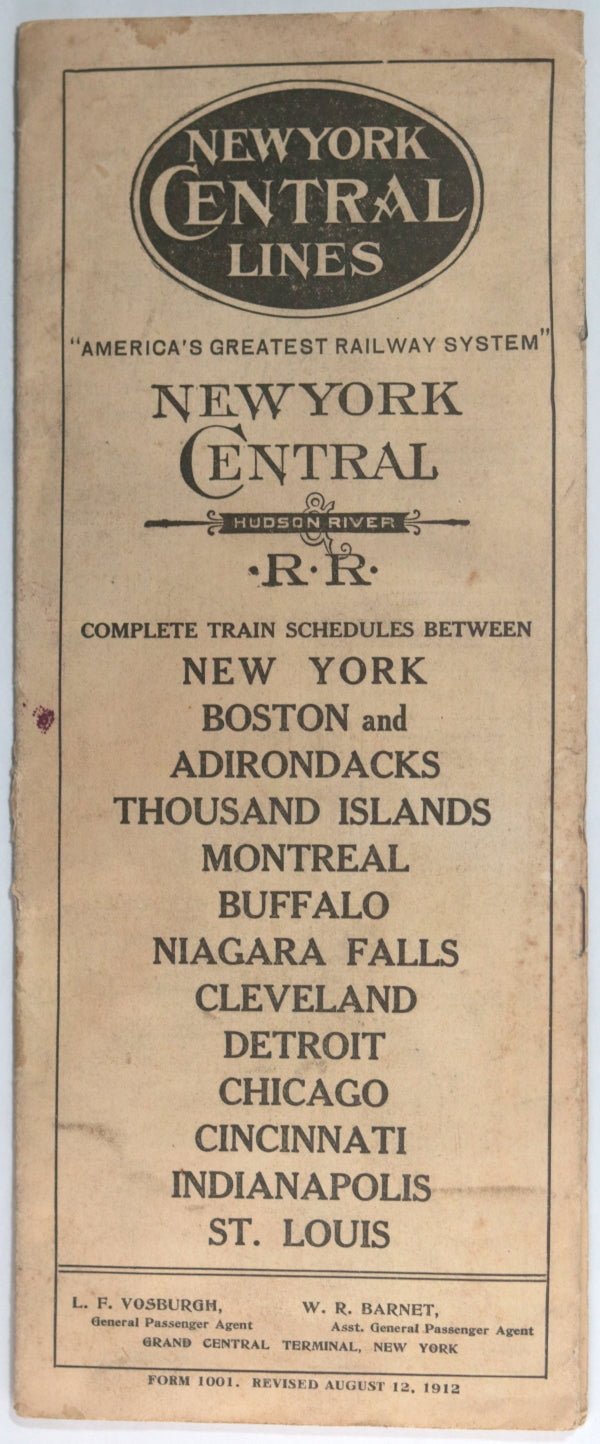 NEW YORK
CENTRAL
LINES
"AMERICA'S GREATEST RAILWAY SYSTEM"
NEW YORK
CENTRAL
& HUDSON RIVER
·R·R·
COMPLETE TRAIN SCHEDULES BETWEEN
NEW YORK
BOSTON and
ADIRONDACKS
THOUSAND ISLANDS
MONTREAL
BUFFALO
NIAGARA FALLS
CLEVELAND
DETROIT
CHICAGO
CINCINNATI
INDIANAPOLIS
ST. LOUIS
L. F. VOSBURGH,
General Passenger Agent
W. R. BARNET,
Asst. General Passenger Agent
GRAND CENTRAL TERMINAL, NEW YORK
FORM 1001. REVISED AUGUST 12, 1912